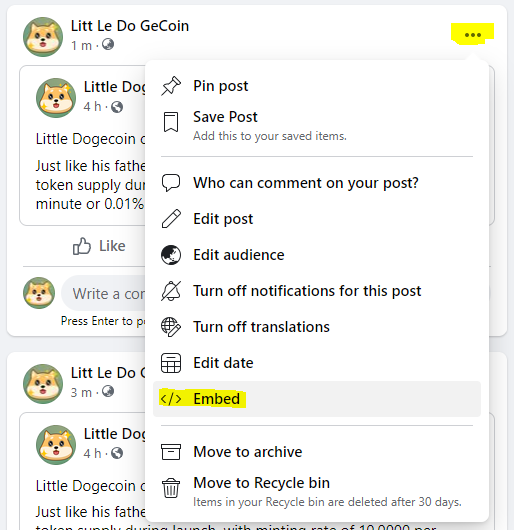 Litt Le Do GeCoin
1 m ·
Little Dog
4 h ·
Little Dogecoin
Just like his fathe
token supply dur
minute or 0.01%
Like
Write a con
Press Enter to po
Pin post
Save Post
Add this to your saved items.
Who can comment on your post?
Edit post
Edit audience
Turn off notifications for this post
Turn off translations
Edit date
</> Embed
Move to archive
Move to Recycle bin
Items in your Recycle bin are deleted after 30 days.
Litt Le Do G
3 m ·
Little Dog
4 h ·
Little Dogecoin
Just like his fathe
token supply during launch, with minting rate of 10,0000 per